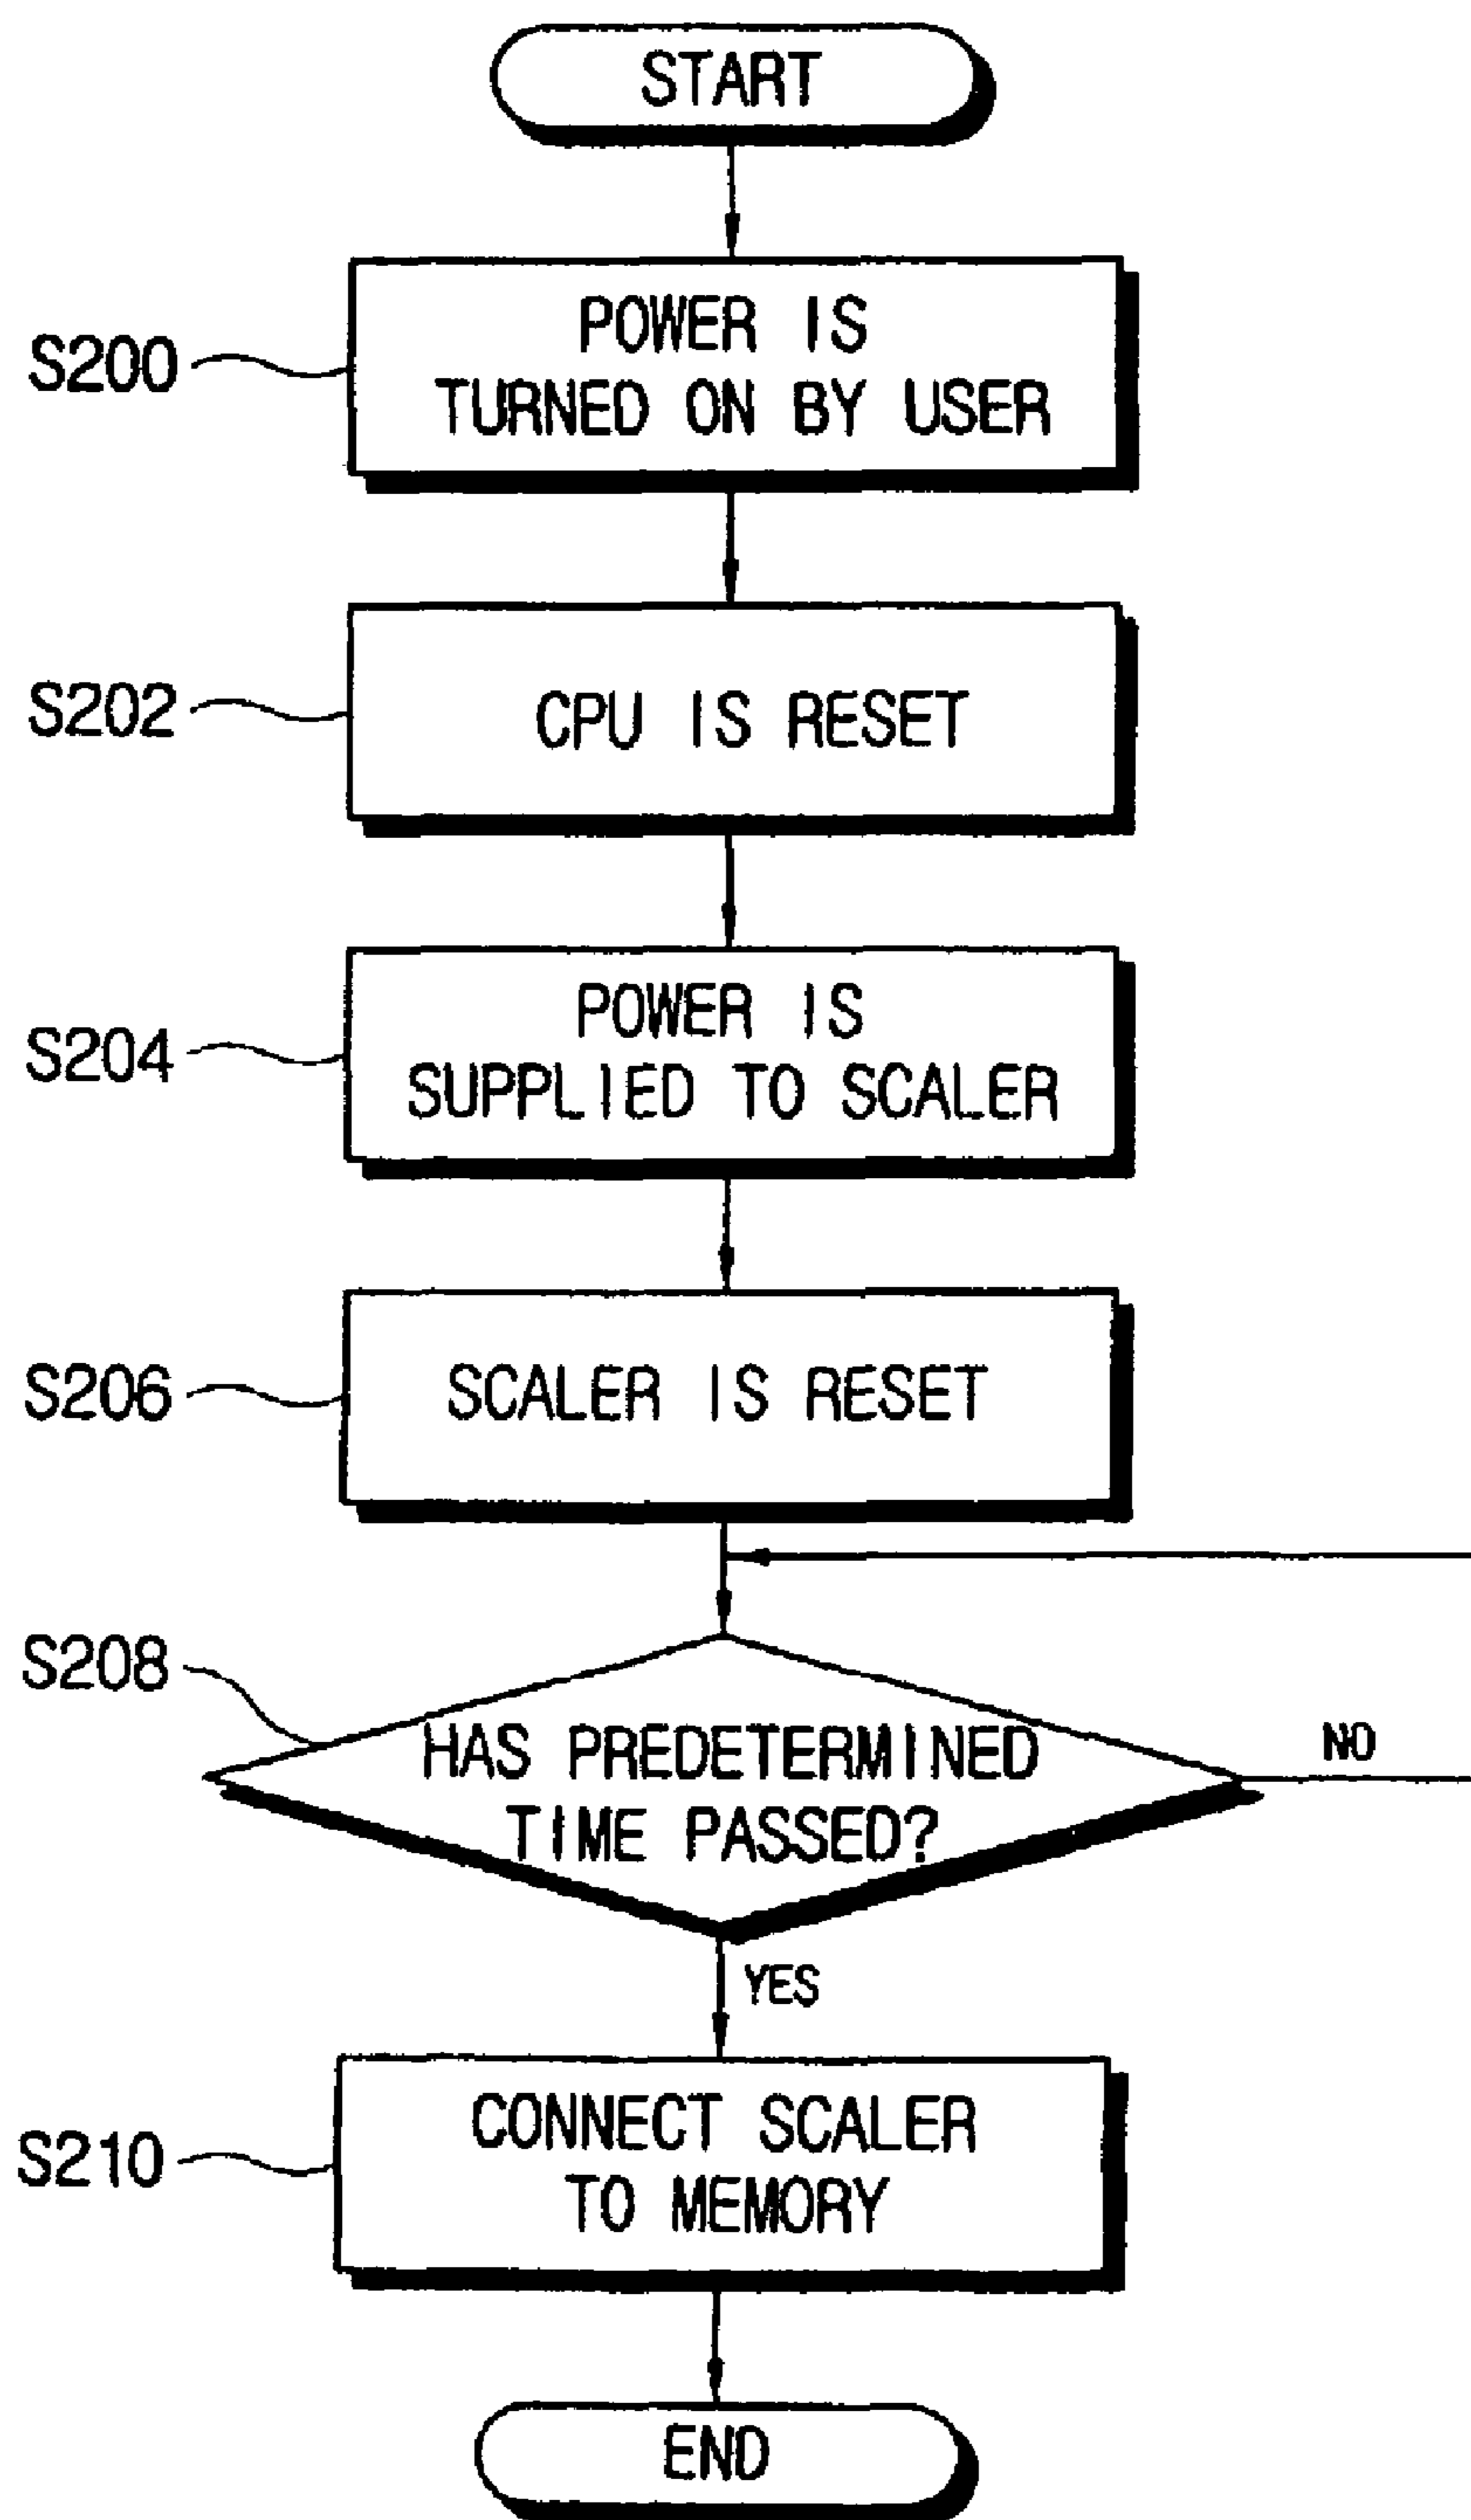 START
S200
POWER IS
TURNED ON BY USER
S202
CPU IS RESET
S204
POWER IS
SUPPLIED TO SCALER
S206
SCALER IS RESET
S208
HAS PREDETERMINED
TIME PASSED?
NO
YES
S210
CONNECT SCALER
TO MEMORY
END